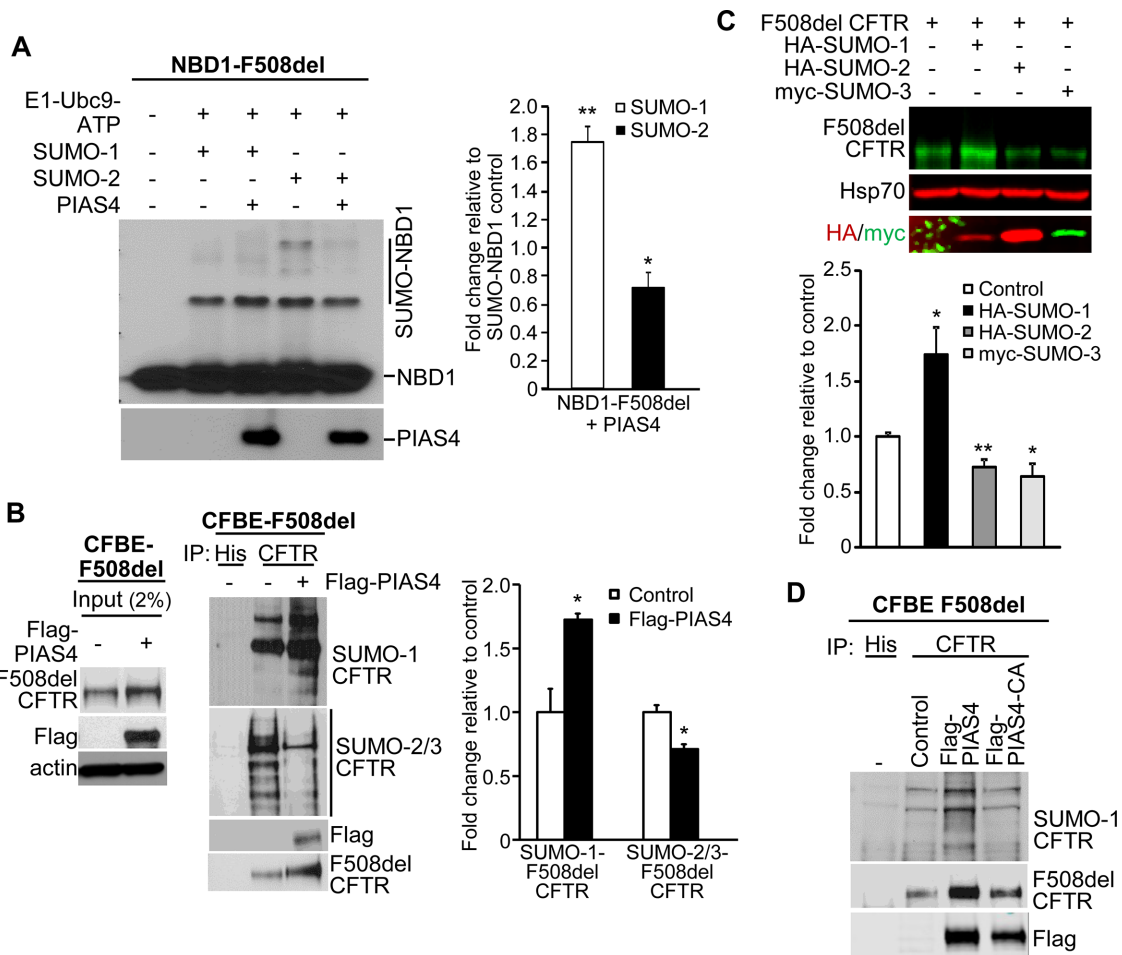 A
NBD1-F508del
E1-Ubc9-
ATP
- + + + +
SUMO-1
- + + - -
SUMO-2
- - - + +
PIAS4
- - + - +
SUMO-NBD1
NBD1
PIAS4
Fold change relative to
SUMO-NBD1 control
2.0
1.8
1.6
1.4
1.2
1.0
0.8
0.6
0.4
0.2
0
SUMO-1
SUMO-2
**
*
NBD1-F508del
+ PIAS4
B
CFBE-
F508del
Input (2%)
Flag-
PIAS4
- +
F508del
CFTR
Flag
actin
CFBE-F508del
IP: His CFTR
- - + Flag-PIAS4
SUMO-1
CFTR
SUMO-2/3
CFTR
Flag
F508del
CFTR
Fold change relative to control
2.0
1.5
1.0
0.5
0
Control
Flag-PIAS4
*
*
SUMO-1-
F508del
CFTR
SUMO-2/3-
F508del
CFTR
C
F508del CFTR + + + +
HA-SUMO-1 - + - -
HA-SUMO-2 - - + -
myc-SUMO-3 - - - +
F508del
CFTR
Hsp70
HA/myc
Fold change relative to control
2.5
2.0
1.5
1.0
0.5
0
Control
HA-SUMO-1
HA-SUMO-2
myc-SUMO-3
*
**
*
D
CFBE F508del
IP: His CFTR
-
Control
Flag-
PIAS4
Flag-
PIAS4-CA
SUMO-1
CFTR
F508del
CFTR
Flag